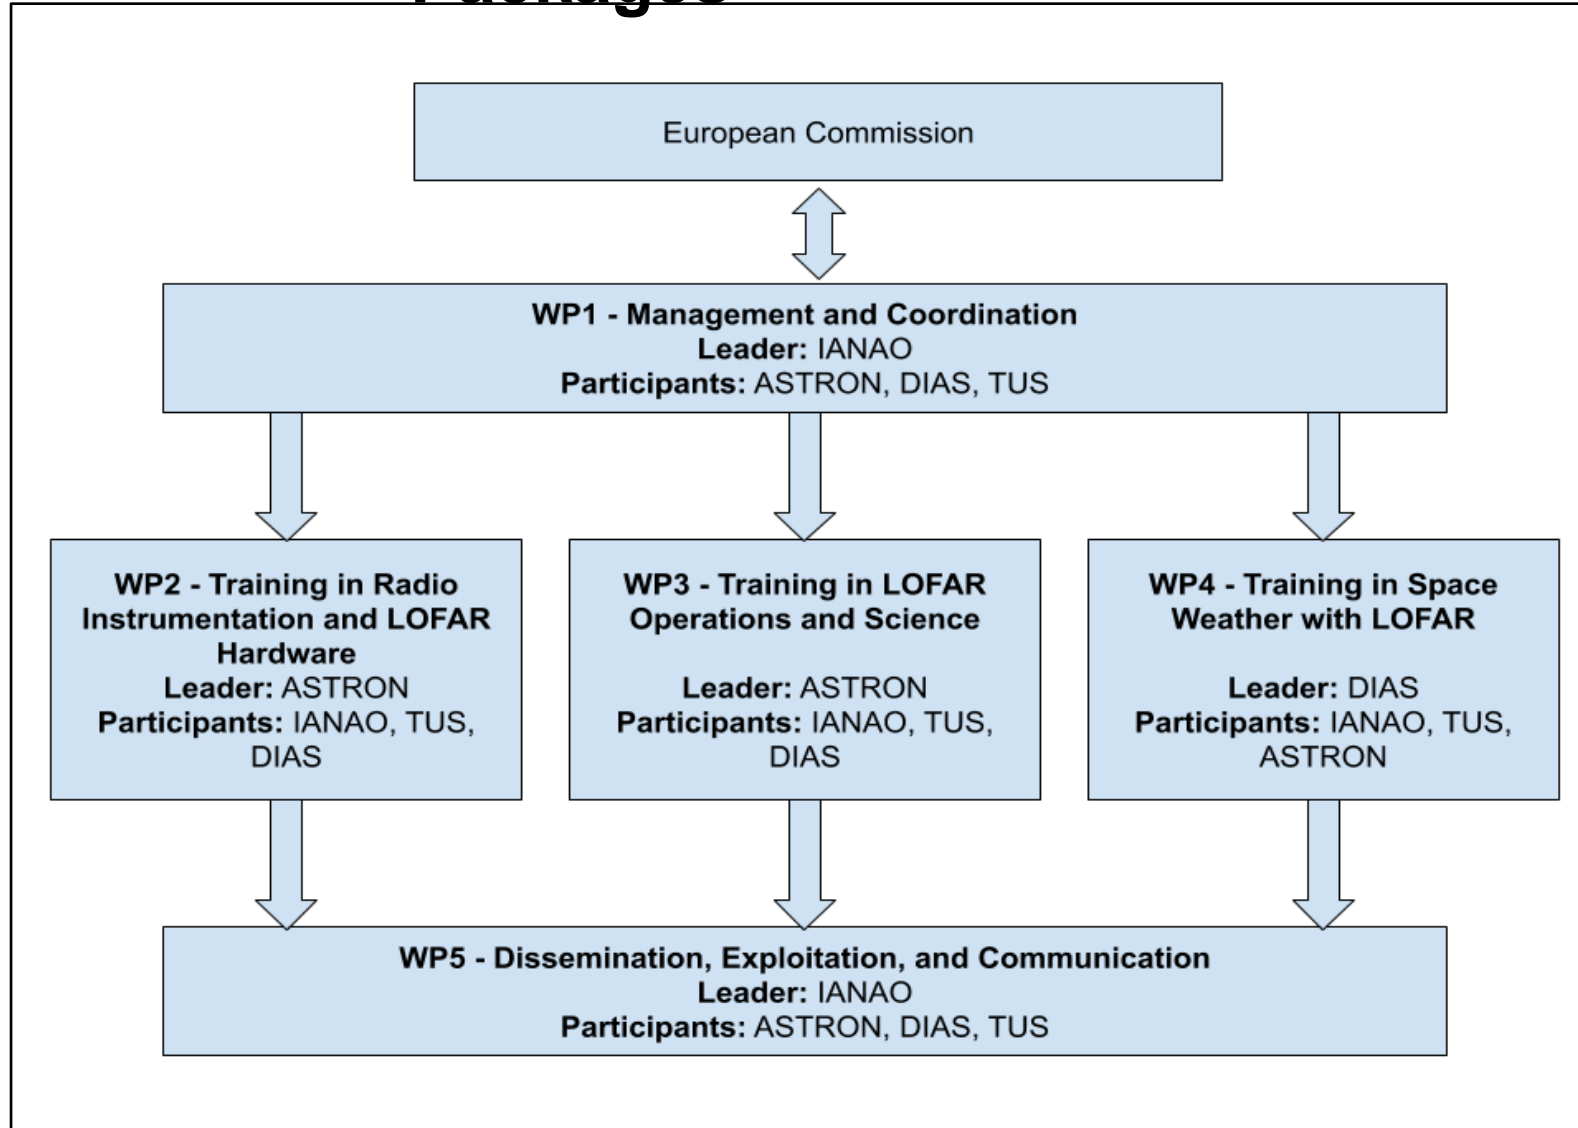 Packages
European Commission
WP1 - Management and Coordination
Leader: IANAO
Participants: ASTRON, DIAS, TUS
WP2 - Training in Radio
Instrumentation and LOFAR
Hardware
Leader: ASTRON
Participants: IANAO, TUS,
DIAS
WP3 - Training in LOFAR
Operations and Science
Leader: ASTRON
Participants: IANAO, TUS,
DIAS
WP4 - Training in Space
Weather with LOFAR
Leader: DIAS
Participants: IANAO, TUS,
ASTRON
WP5 - Dissemination, Exploitation, and Communication
Leader: IANAO
Participants: ASTRON, DIAS, TUS